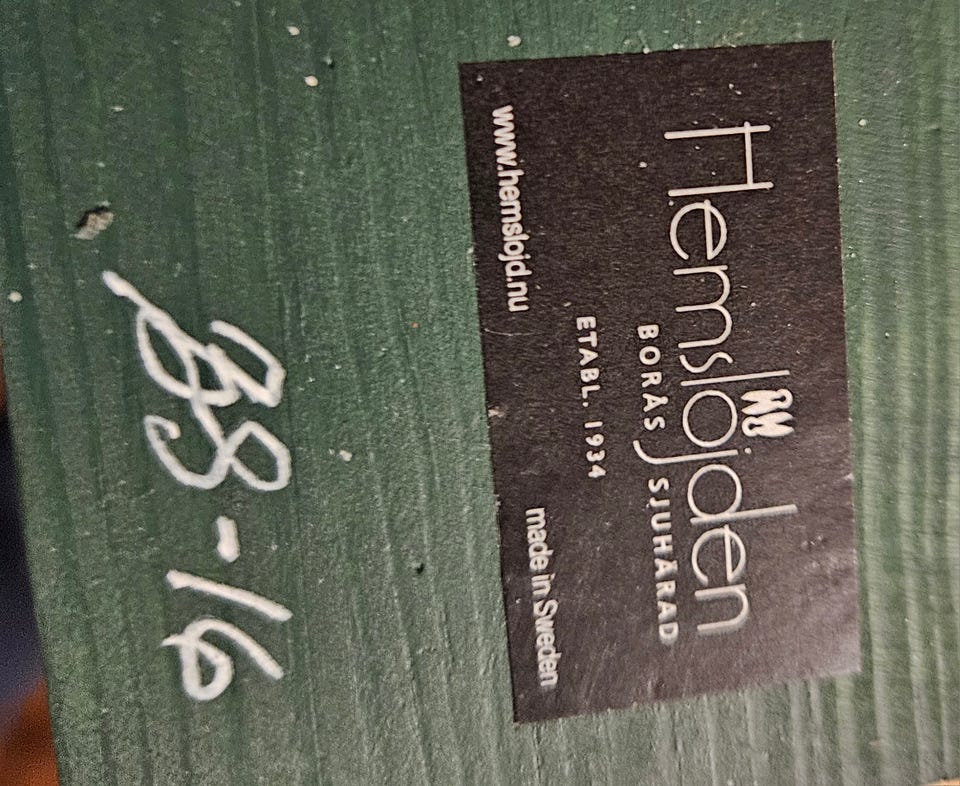 Hemslöjden
BORÅS SJUHÄRAD
ETABL. 1934
www.hemslojd.nu
made in Sweden
BS-16